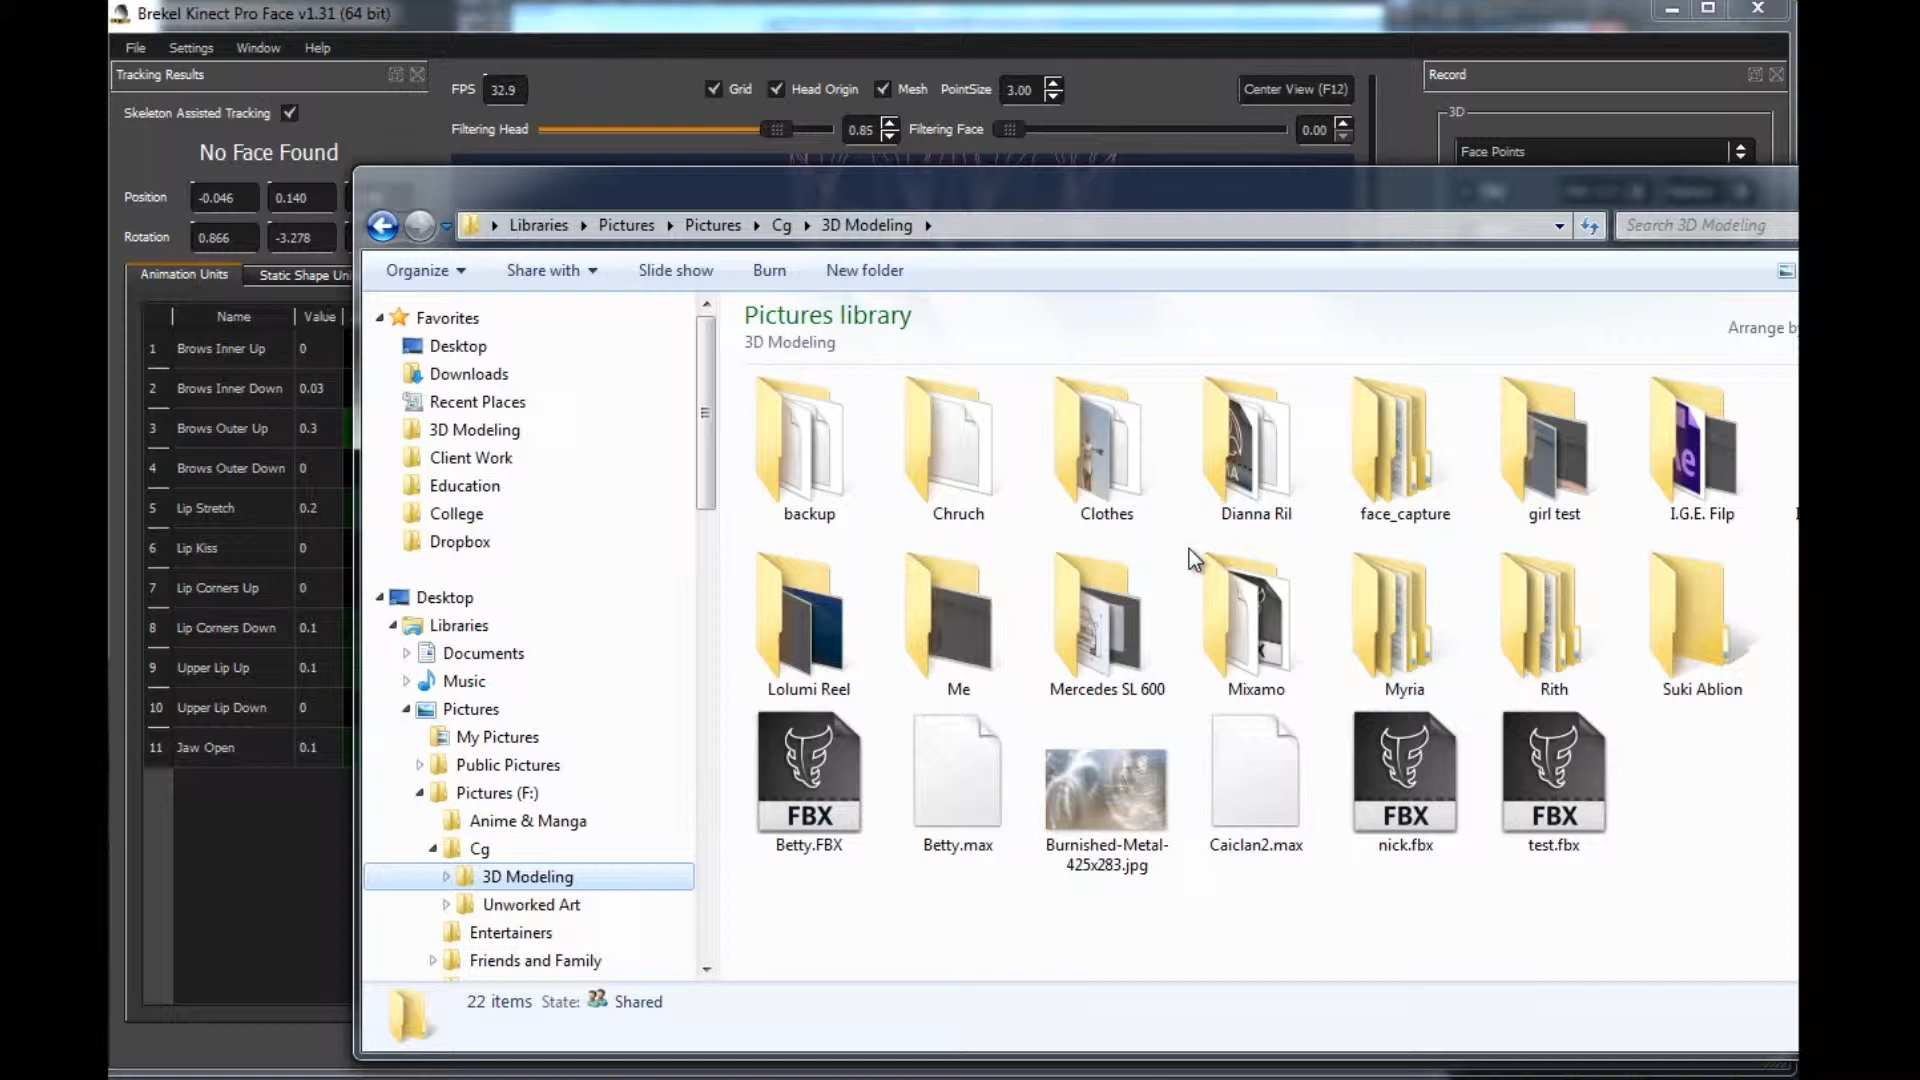 Brekel Kinect Pro Face v1.31 (64 bit)
File Settings Window Help
Tracking Results
Skeleton Assisted Tracking
No Face Found
Position -0.046 0.140
Rotation 0.866 -3.278
Animation Units Static Shape Uni
Name Value
1 Brows Inner Up 0
2 Brows Inner Down 0.03
3 Brows Outer Up 0.3
4 Brows Outer Down 0
5 Lip Stretch 0.2
6 Lip Kiss 0
7 Lip Corners Up 0
8 Lip Corners Down 0.1
9 Upper Lip Up 0.1
10 Upper Lip Down 0
11 Jaw Open 0.1
FPS 32.9 Grid Head Origin Mesh PointSize 3.00 Center View (F12)
Filtering Head 0.85 Filtering Face 0.00
Record
3D
Face Points
Libraries Pictures Pictures Cg 3D Modeling
Search 3D Modeling
Organize Share with Slide show Burn New folder
Favorites
Desktop
Downloads
Recent Places
3D Modeling
Client Work
Education
College
Dropbox
Desktop
Libraries
Documents
Music
Pictures
My Pictures
Public Pictures
Pictures (F:)
Anime & Manga
Cg
3D Modeling
Unworked Art
Entertainers
Friends and Family
Pictures library
3D Modeling
Arrange by
backup Chruch Clothes Dianna Ril face_capture girl test I.G.E. Filp
Lolumi Reel Me Mercedes SL 600 Mixamo Myria Rith Suki Ablion
FBX FBX FBX
Betty.FBX Betty.max Burnished-Metal- Caiclan2.max nick.fbx test.fbx
425x283.jpg
22 items State: Shared